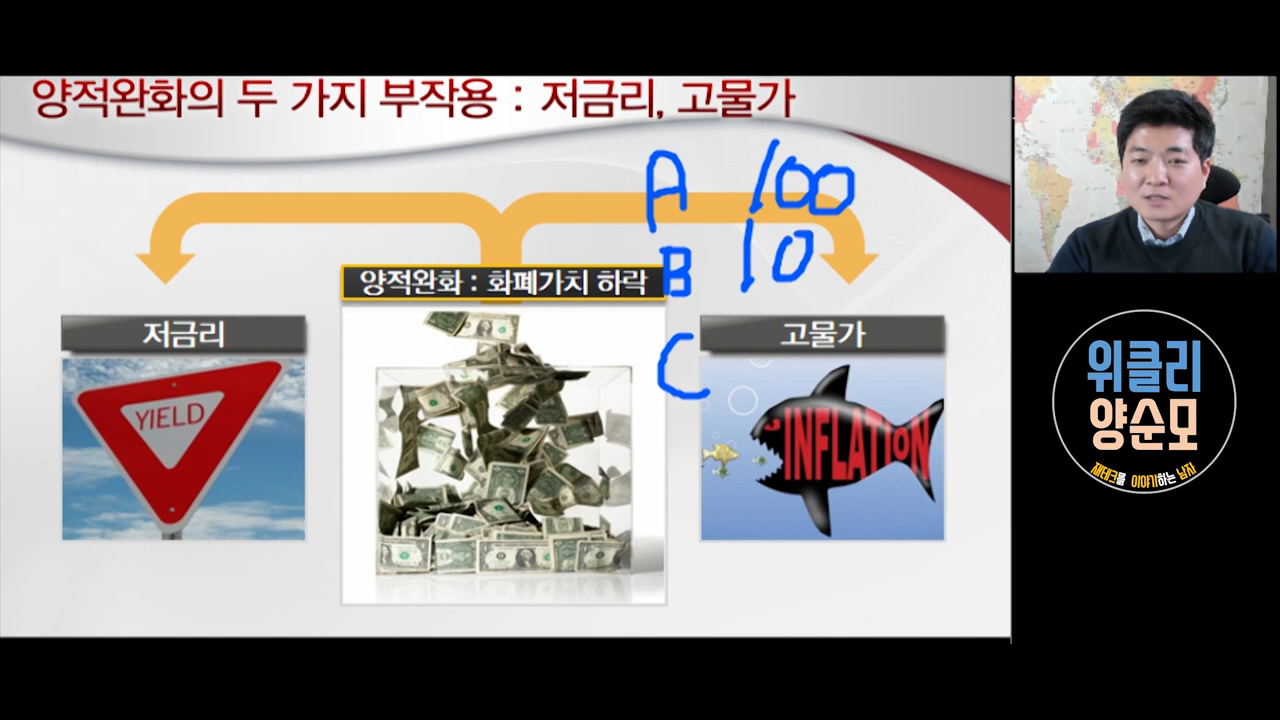 양적완화의 두 가지 부작용 : 저금리, 고물가
A 100
B 10
C
양적완화 : 화폐가치 하락
저금리
고물가
YIELD
INFLATION
위클리
양순모
재테크를 이야기하는 남자